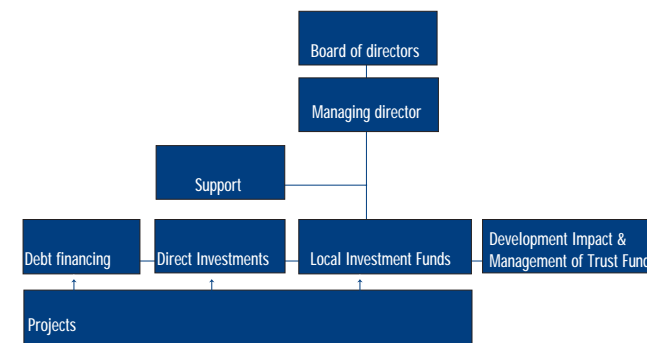 Board of directors
Managing director
Support
Debt financing
Direct Investments
Local Investment Funds
Development Impact &
Management of Trust Fund
Projects